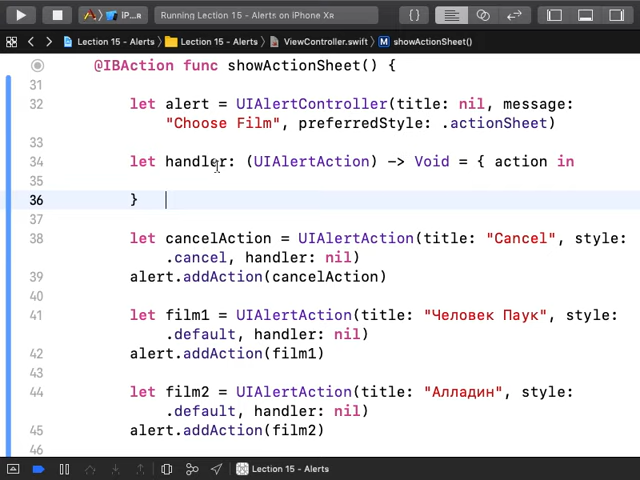 iP...R
Running Lection 15 - Alerts on iPhone XR
Lection 15 - Alerts
Lection 15 - Alerts
ViewController.swift
M
showActionSheet()
@IBAction func showActionSheet() {
31
32 let alert = UIAlertController(title: nil, message:
"Choose Film", preferredStyle: .actionSheet)
33
34 let handler: (UIAlertAction) -> Void = { action in
35
36 }
37
38 let cancelAction = UIAlertAction(title: "Cancel", style:
.cancel, handler: nil)
39 alert.addAction(cancelAction)
40
41 let film1 = UIAlertAction(title: "Человек Паук", style:
.default, handler: nil)
42 alert.addAction(film1)
43
44 let film2 = UIAlertAction(title: "Алладин", style:
.default, handler: nil)
45 alert.addAction(film2)
46
Lection 15 - Alerts